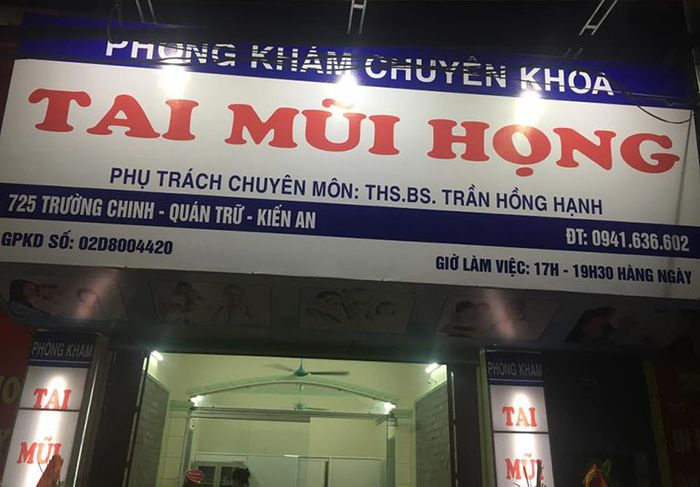 PHÒNG KHÁM CHUYÊN KHOA
TAI MŨI HỌNG
PHỤ TRÁCH CHUYÊN MÔN: THS.BS. TRẦN HỒNG HẠNH
725 TRƯỜNG CHINH - QUÁN TRỮ - KIẾN AN
ĐT: 0941.636.602
GPKD SỐ: 02D8004420
GIỜ LÀM VIỆC: 17H - 19H30 HÀNG NGÀY
PHÒNG KHÁM
TAI
MŨI
PHÒNG KHÁM
TAI
MŨI